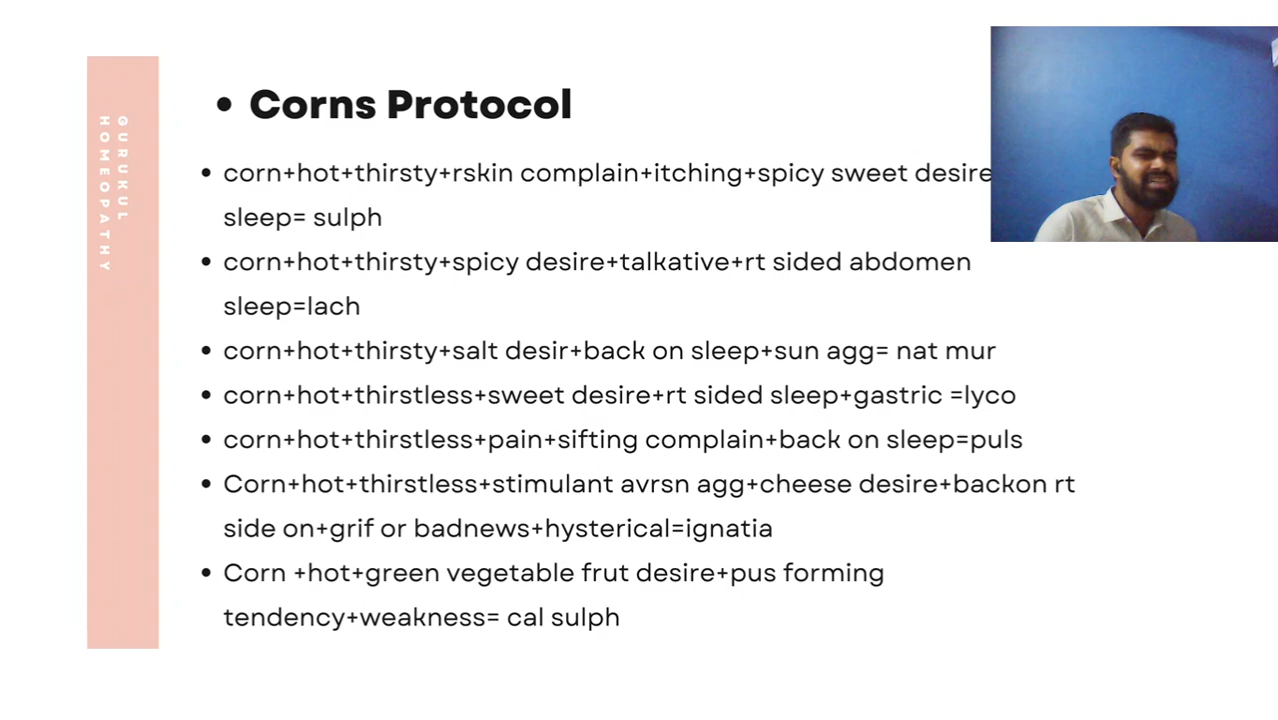 GURUKUL
HOMEOPATHY
Corns Protocol
corn+hot+thirsty+rskin complain+itching+spicy sweet desire
sleep= sulph
corn+hot+thirsty+spicy desire+talkative+rt sided abdomen
sleep=lach
corn+hot+thirsty+salt desir+back on sleep+sun agg= nat mur
corn+hot+thirstless+sweet desire+rt sided sleep+gastric =lyco
corn+hot+thirstless+pain+sifting complain+back on sleep=puls
Corn+hot+thirstless+stimulant avrsn agg+cheese desire+backon rt
side on+grif or badnews+hysterical=ignatia
Corn +hot+green vegetable frut desire+pus forming
tendency+weakness= cal sulph